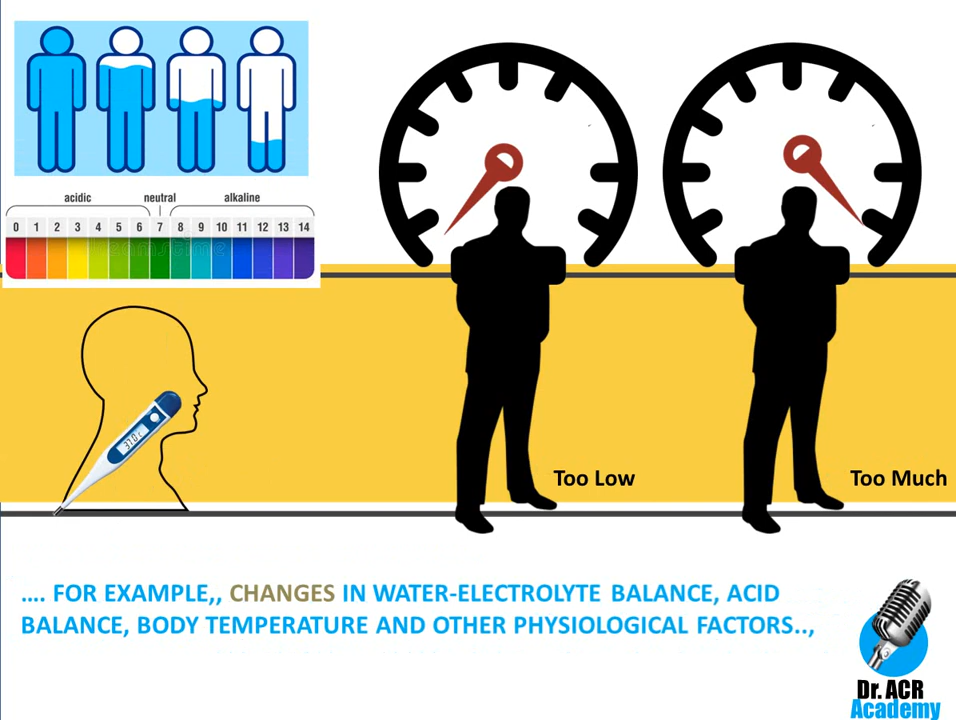 acidic neutral alkaline
0 1 2 3 4 5 6 7 8 9 10 11 12 13 14
37.0°C
Too Low
Too Much
.... FOR EXAMPLE,, CHANGES IN WATER-ELECTROLYTE BALANCE, ACID
BALANCE, BODY TEMPERATURE AND OTHER PHYSIOLOGICAL FACTORS..,
Dr. ACR
Academy